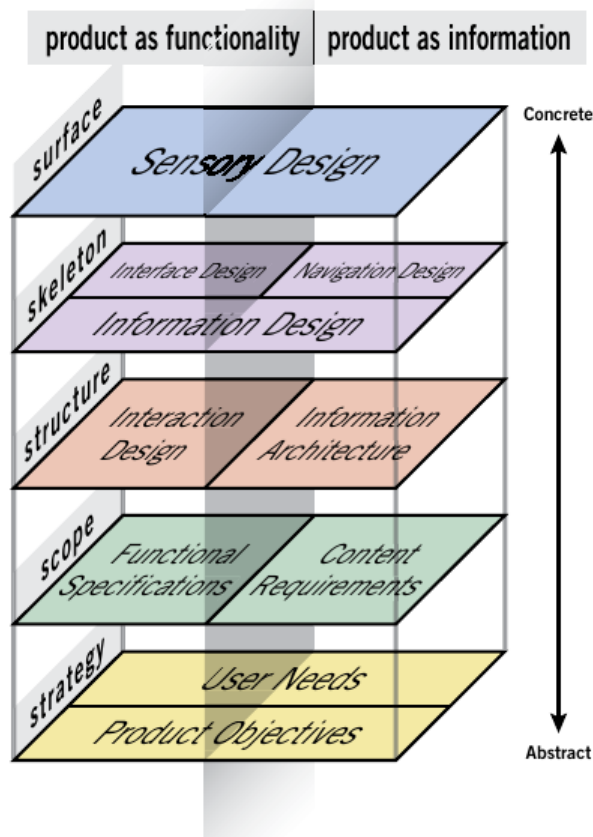 product as functionality
product as information
Concrete
surface
Sensory Design
skeleton
Interface Design
Navigation Design
Information Design
structure
Interaction
Design
Information
Architecture
scope
Functional
Specifications
Content
Requirements
strategy
User Needs
Product Objectives
Abstract